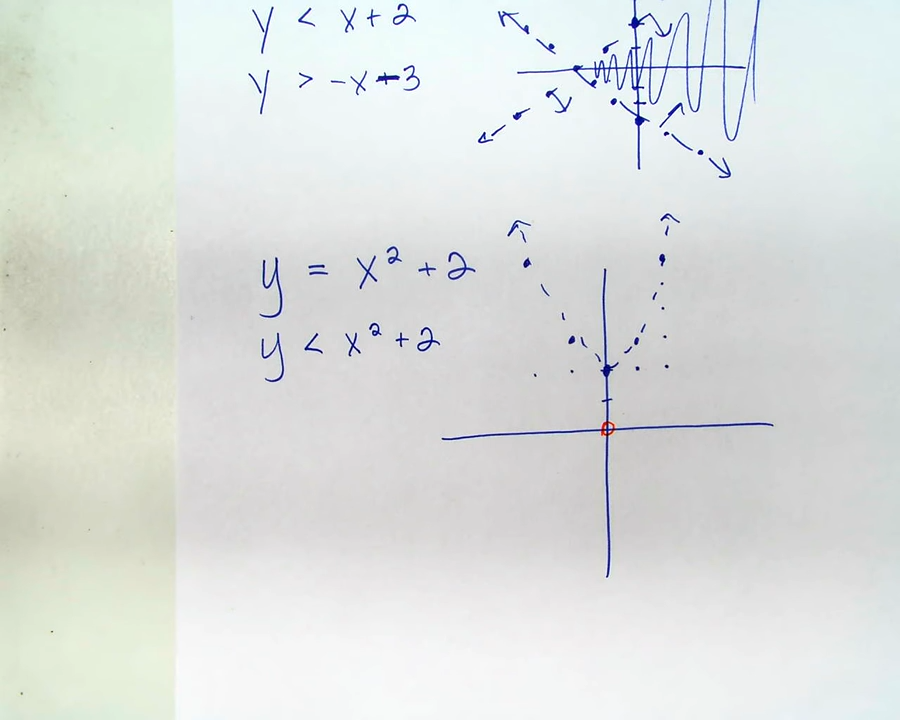 y < x+2
y > -x-3
y = x² +2
y < x² +2